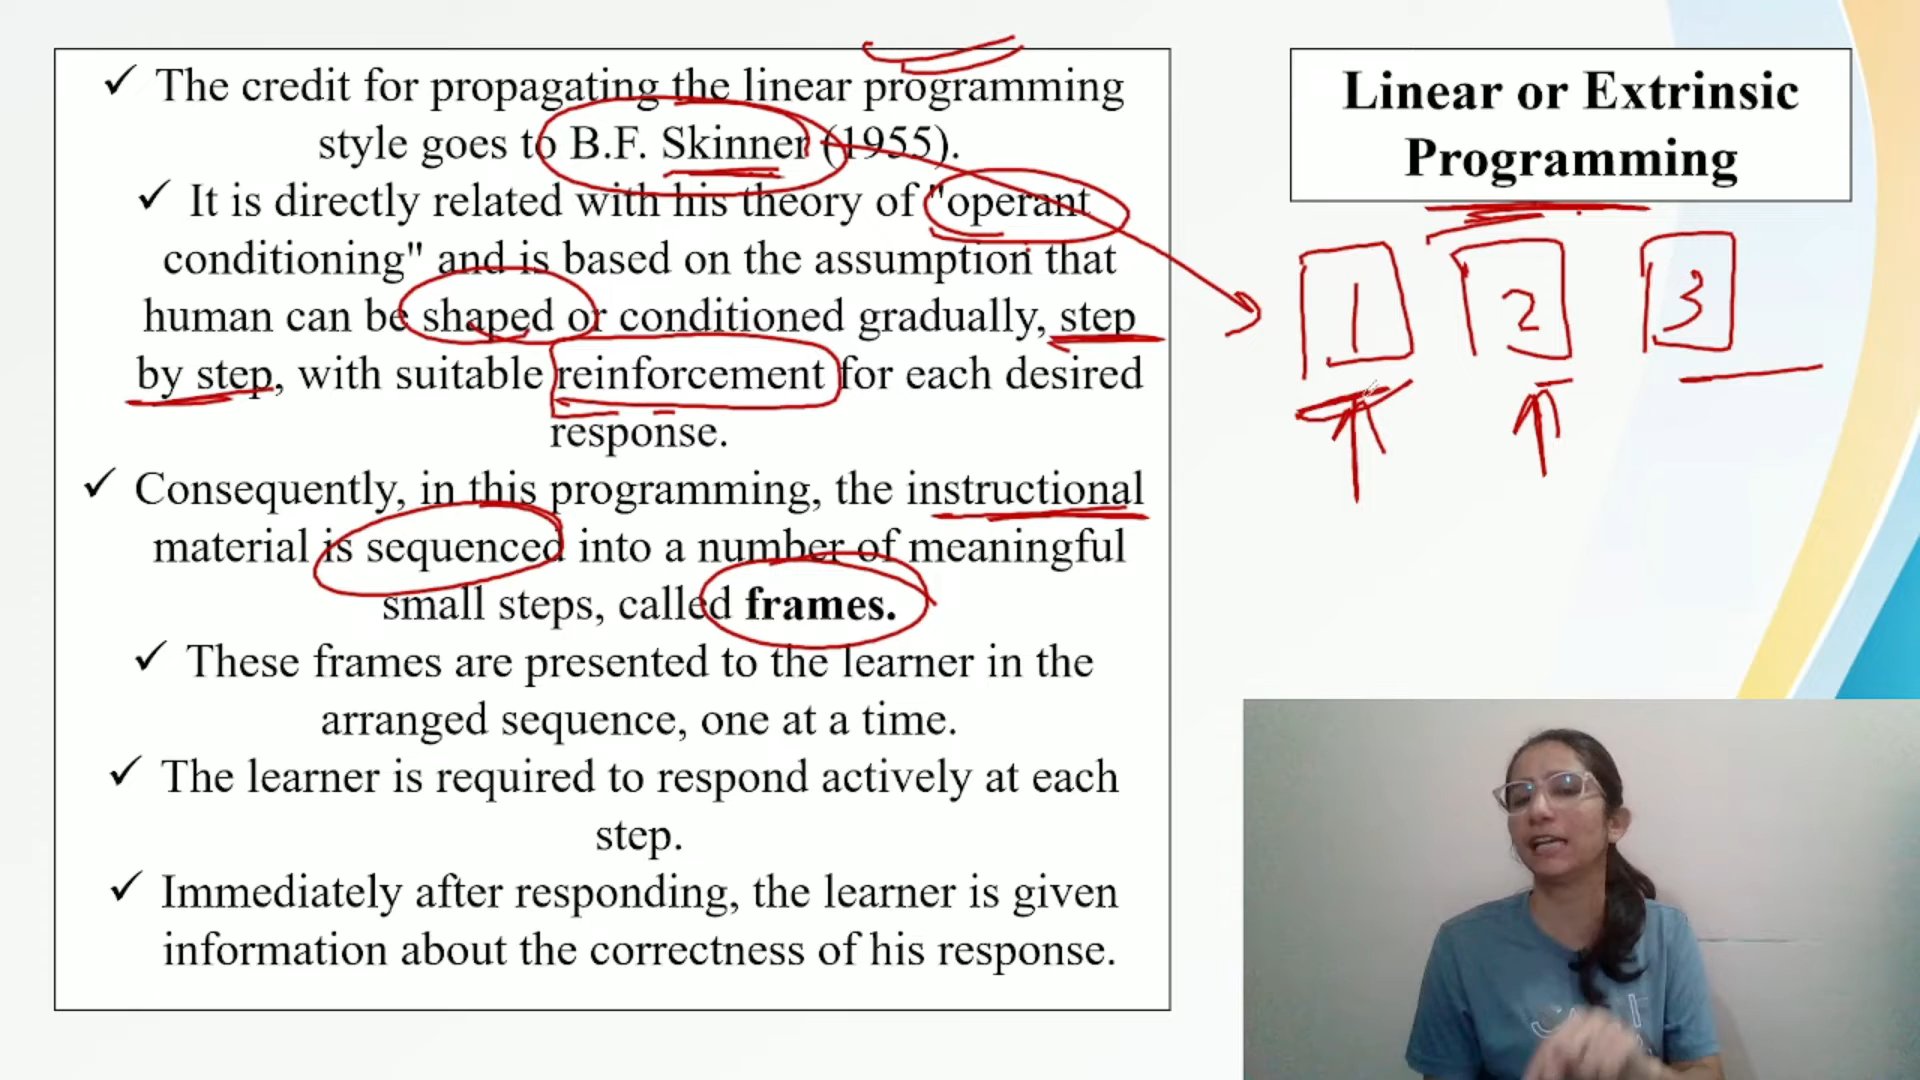 ✓ The credit for propagating the linear programming
style goes to B.F. Skinner (1955).
✓ It is directly related with his theory of "operant
conditioning" and is based on the assumption that
human can be shaped or conditioned gradually, step
by step, with suitable reinforcement for each desired
response.
✓ Consequently, in this programming, the instructional
material is sequenced into a number of meaningful
small steps, called frames.
✓ These frames are presented to the learner in the
arranged sequence, one at a time.
✓ The learner is required to respond actively at each
step.
✓ Immediately after responding, the learner is given
information about the correctness of his response.
Linear or Extrinsic
Programming
1 2 3